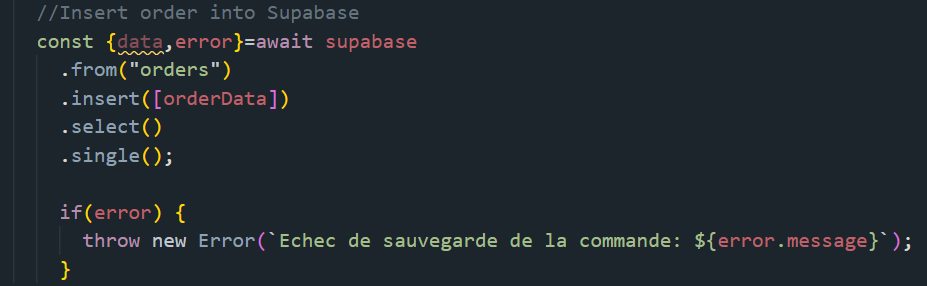 //Insert order into Supabase
const {data,error}=await supabase
.from("orders")
.insert([orderData])
.select()
.single();
if(error) {
throw new Error(`Echec de sauvegarde de la commande: ${error.message}`);
}